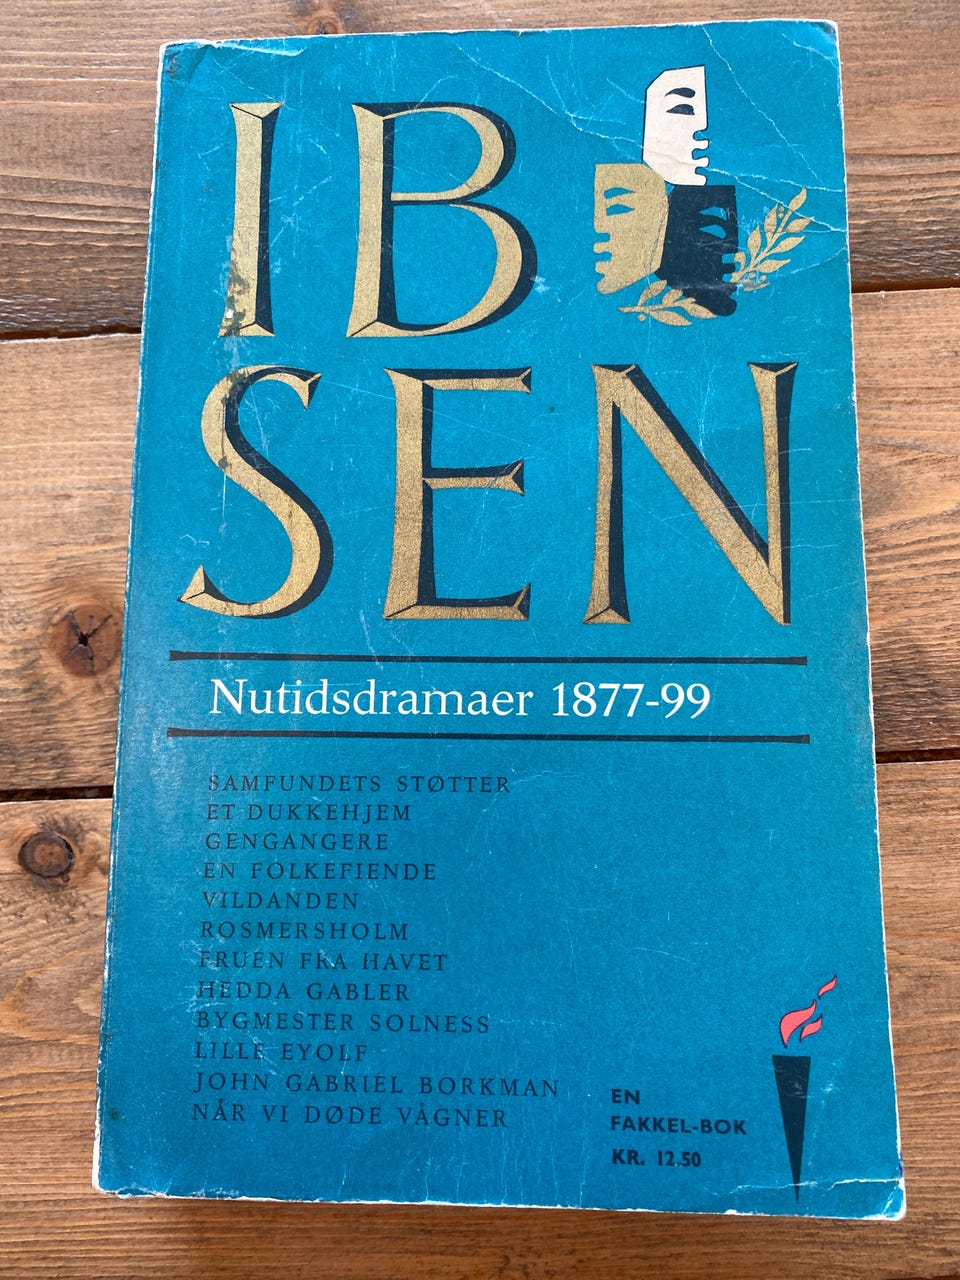 IB
SEN
Nutidsdramaer 1877-99
SAMFUNDETS STØTTER
ET DUKKEHJEM
GENGANGERE
EN FOLKEFIENDE
VILDANDEN
ROSMERSHOLM
FRUEN FRA HAVET
HEDDA GABLER
BYGMESTER SOLNESS
LILLE EYOLF
JOHN GABRIEL BORKMAN
NÅR VI DØDE VÅGNER
EN
FAKKEL-BOK
KR. 12.50